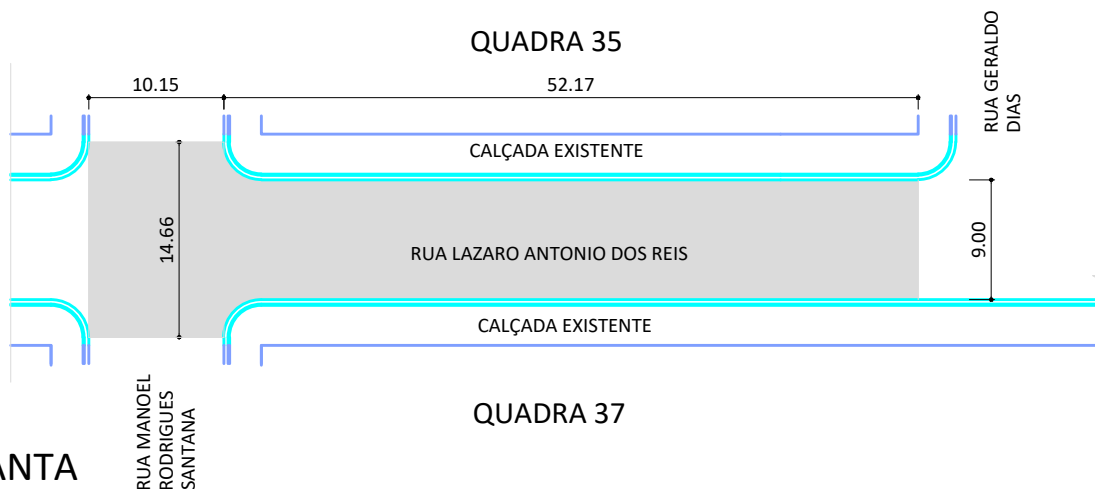 QUADRA 35
10.15
52.17
RUA GERALDO
DIAS
CALÇADA EXISTENTE
14.66
RUA LAZARO ANTONIO DOS REIS
9.00
CALÇADA EXISTENTE
RUA MANOEL
RODRIGUES
SANTANA
QUADRA 37
ANTA